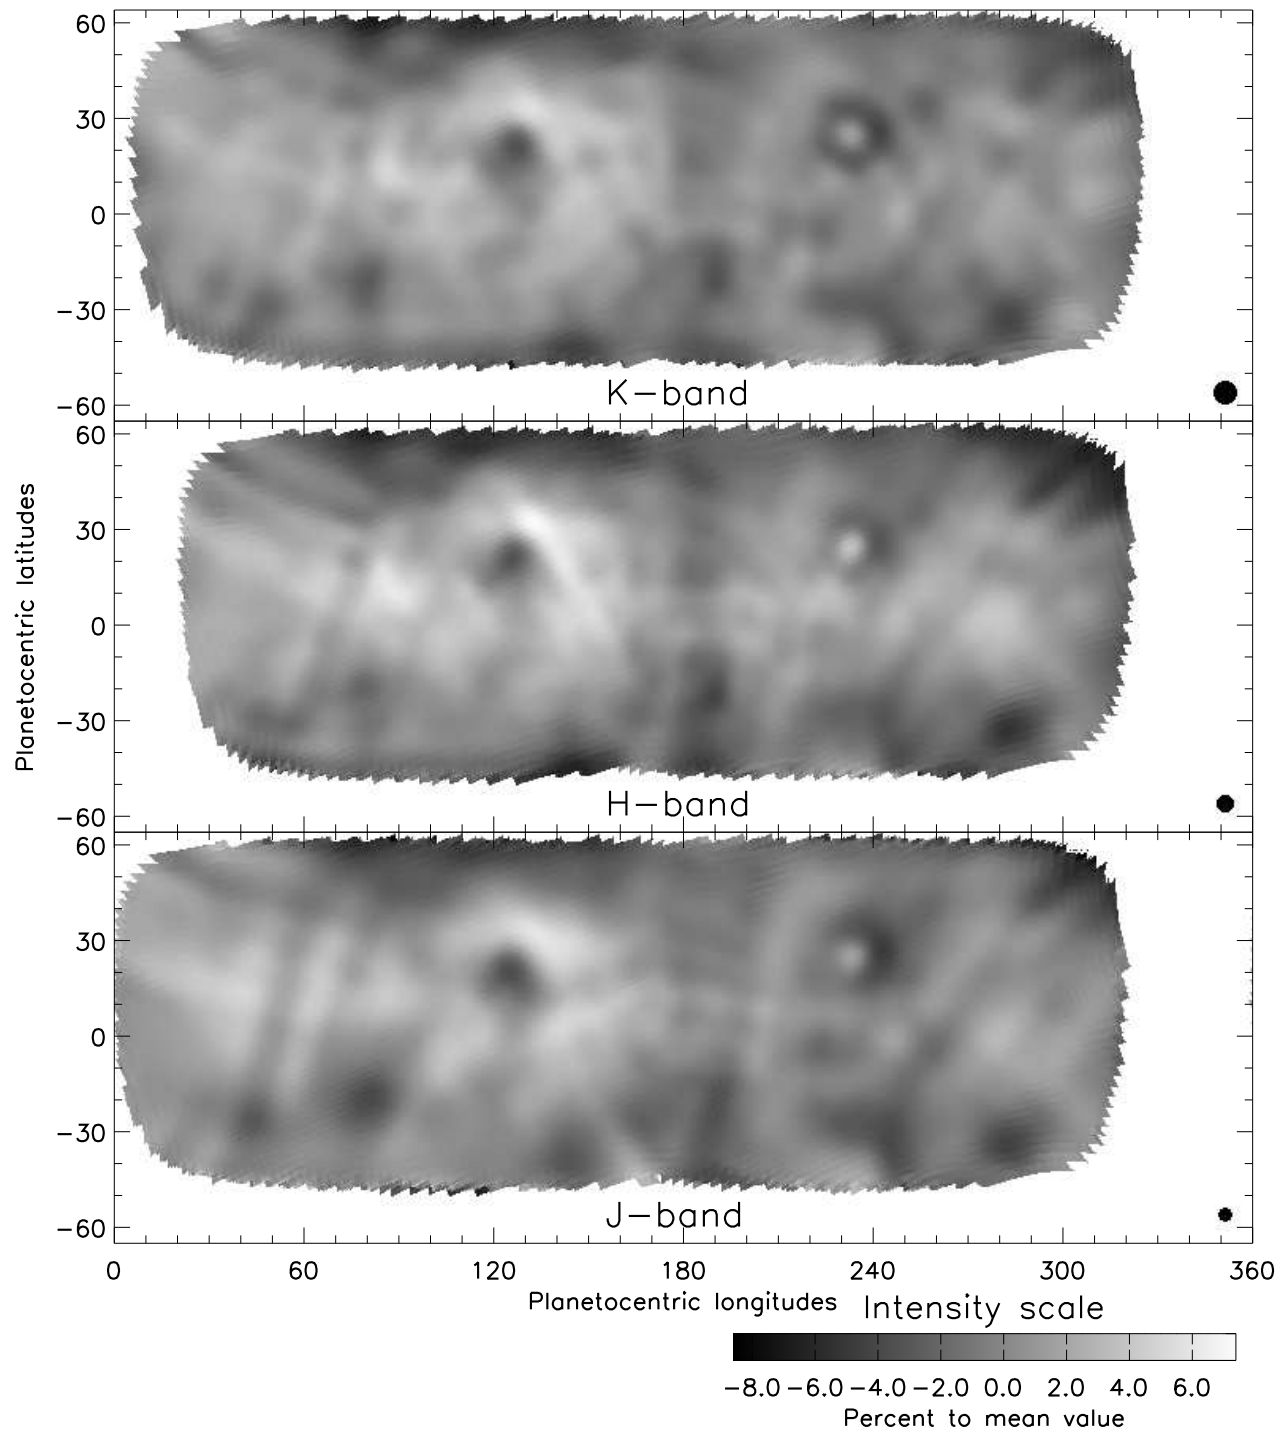 60
30
0
−30
−60
K−band
60
30
0
−30
−60
H−band
Planetocentric latitudes
60
30
0
−30
−60
J−band
0 60 120 180 240 300 360
Planetocentric longitudes
Intensity scale
−8.0 −6.0 −4.0 −2.0 0.0 2.0 4.0 6.0
Percent to mean value